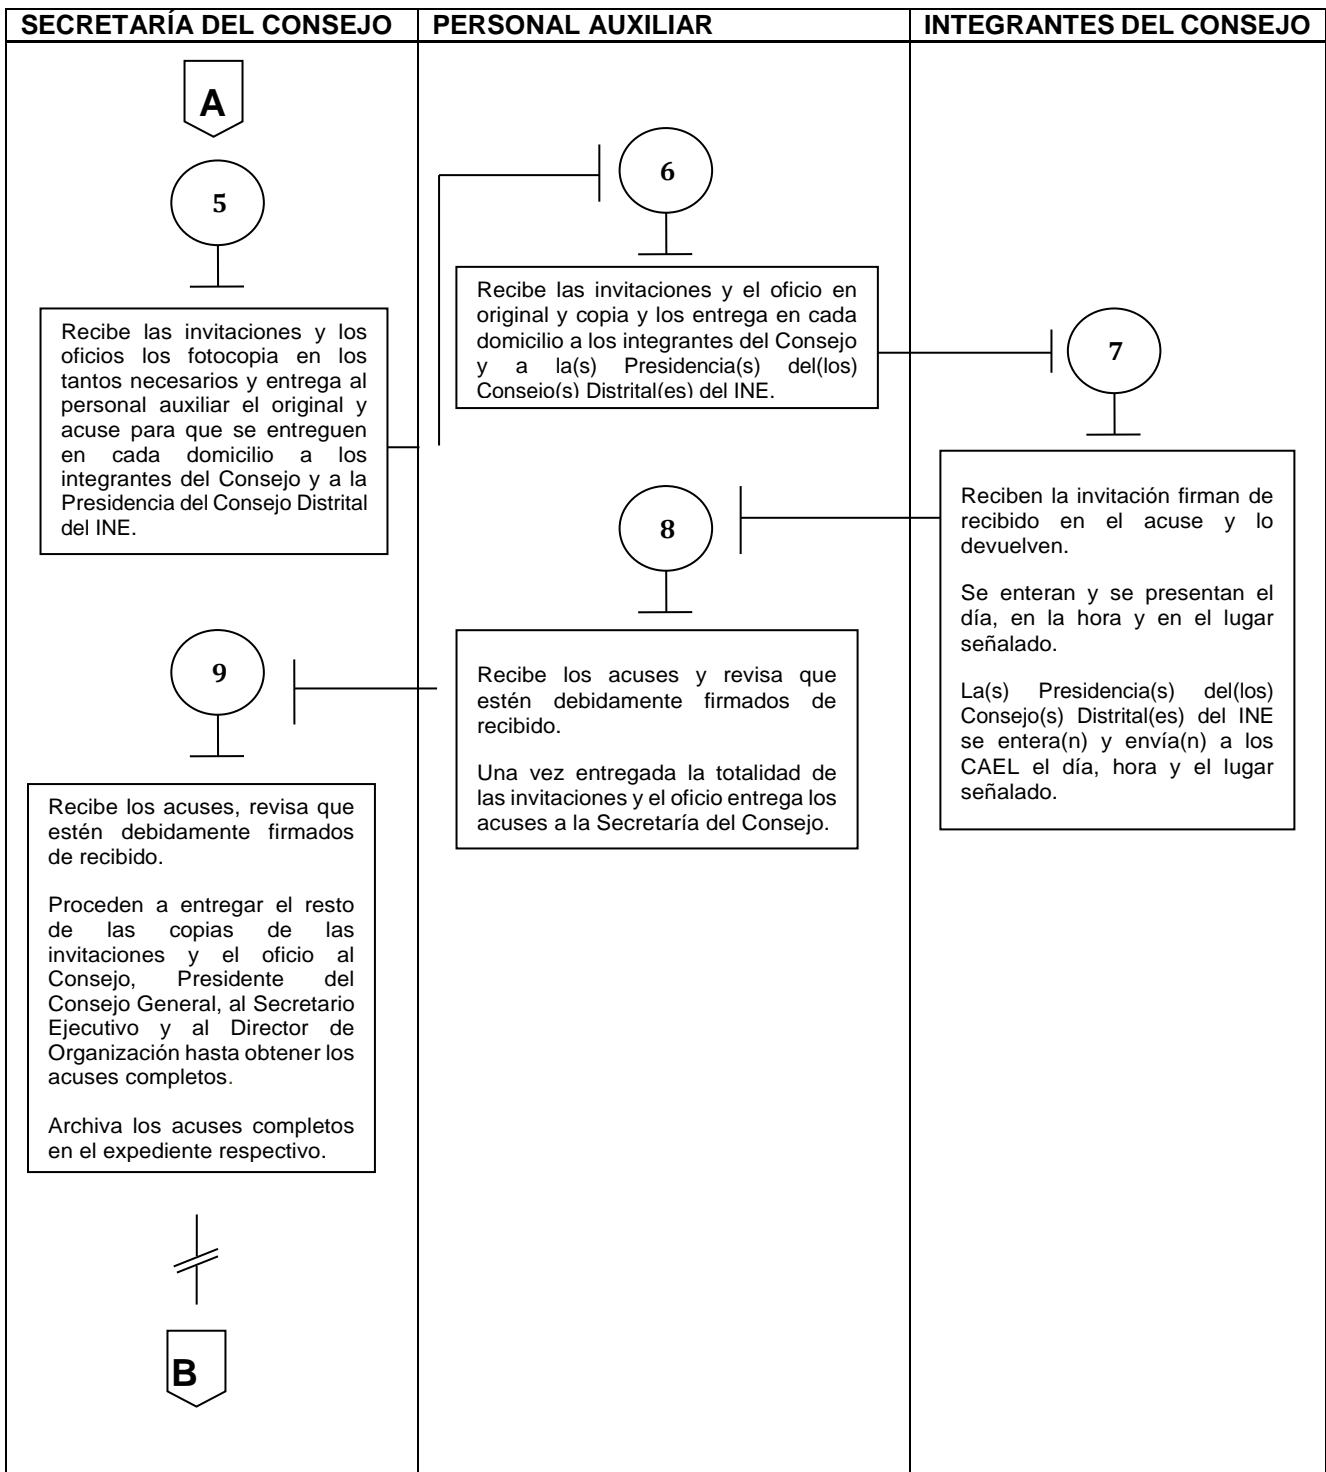 SECRETARÍA DEL CONSEJO
PERSONAL AUXILIAR
INTEGRANTES DEL CONSEJO
A
5
Recibe las invitaciones y los
oficios los fotocopia en los
tantos necesarios y entrega al
personal auxiliar el original y
acuse para que se entreguen
en cada domicilio a los
integrantes del Consejo y a la
Presidencia del Consejo Distrital
del INE.
6
Recibe las invitaciones y el oficio en
original y copia y los entrega en cada
domicilio a los integrantes del Consejo
y a la(s) Presidencia(s) del(los)
Consejo(s) Distrital(es) del INE.
7
Reciben la invitación firman de
recibido en el acuse y lo
devuelven.
Se enteran y se presentan el
día, en la hora y en el lugar
señalado.
La(s) Presidencia(s) del(los)
Consejo(s) Distrital(es) del INE
se entera(n) y envía(n) a los
CAEL el día, hora y el lugar
señalado.
8
Recibe los acuses y revisa que
estén debidamente firmados de
recibido.
Una vez entregada la totalidad de
las invitaciones y el oficio entrega los
acuses a la Secretaría del Consejo.
9
Recibe los acuses, revisa que
estén debidamente firmados
de recibido.
Proceden a entregar el resto
de las copias de las
invitaciones y el oficio al
Consejo, Presidente del
Consejo General, al Secretario
Ejecutivo y al Director de
Organización hasta obtener los
acuses completos.
Archiva los acuses completos
en el expediente respectivo.
B